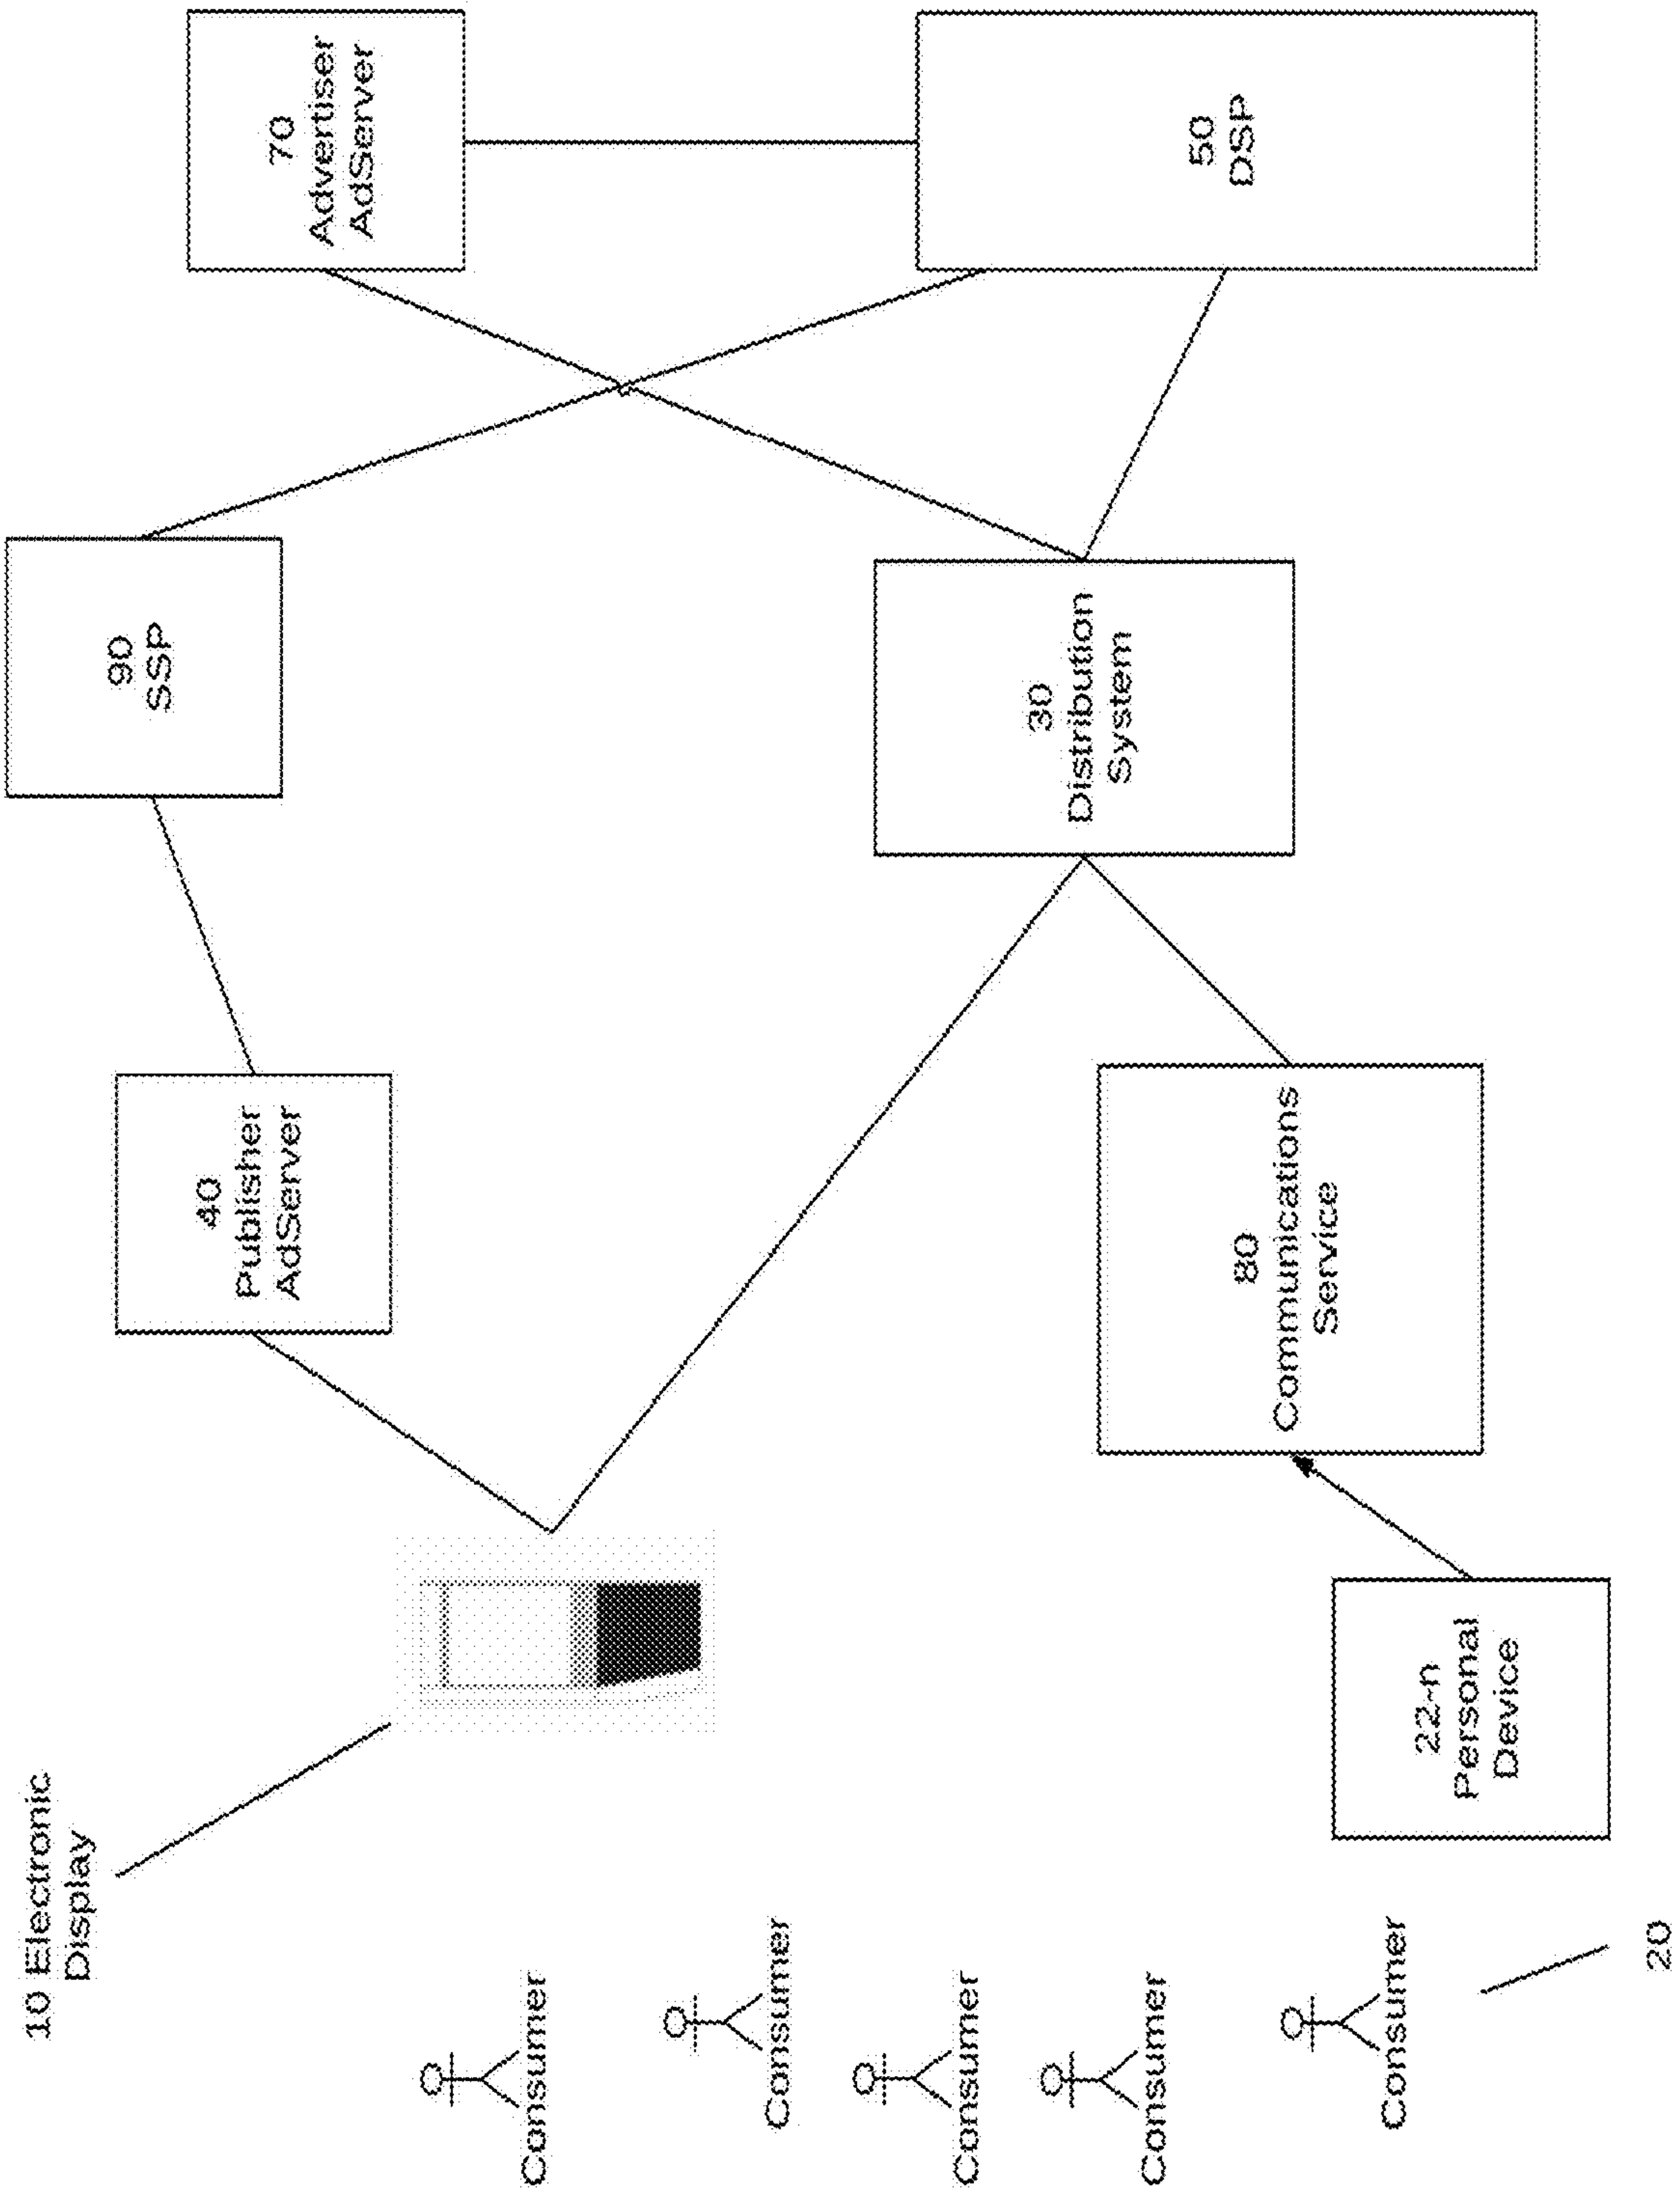 10 Electronic
Display
40
Publisher
AdServer
90
SSP
70
Advertiser
AdServer
Consumer
Consumer
Consumer
Consumer
Consumer
20
22-n
Personal
Device
80
Communications
Service
30
Distribution
System
50
DSP